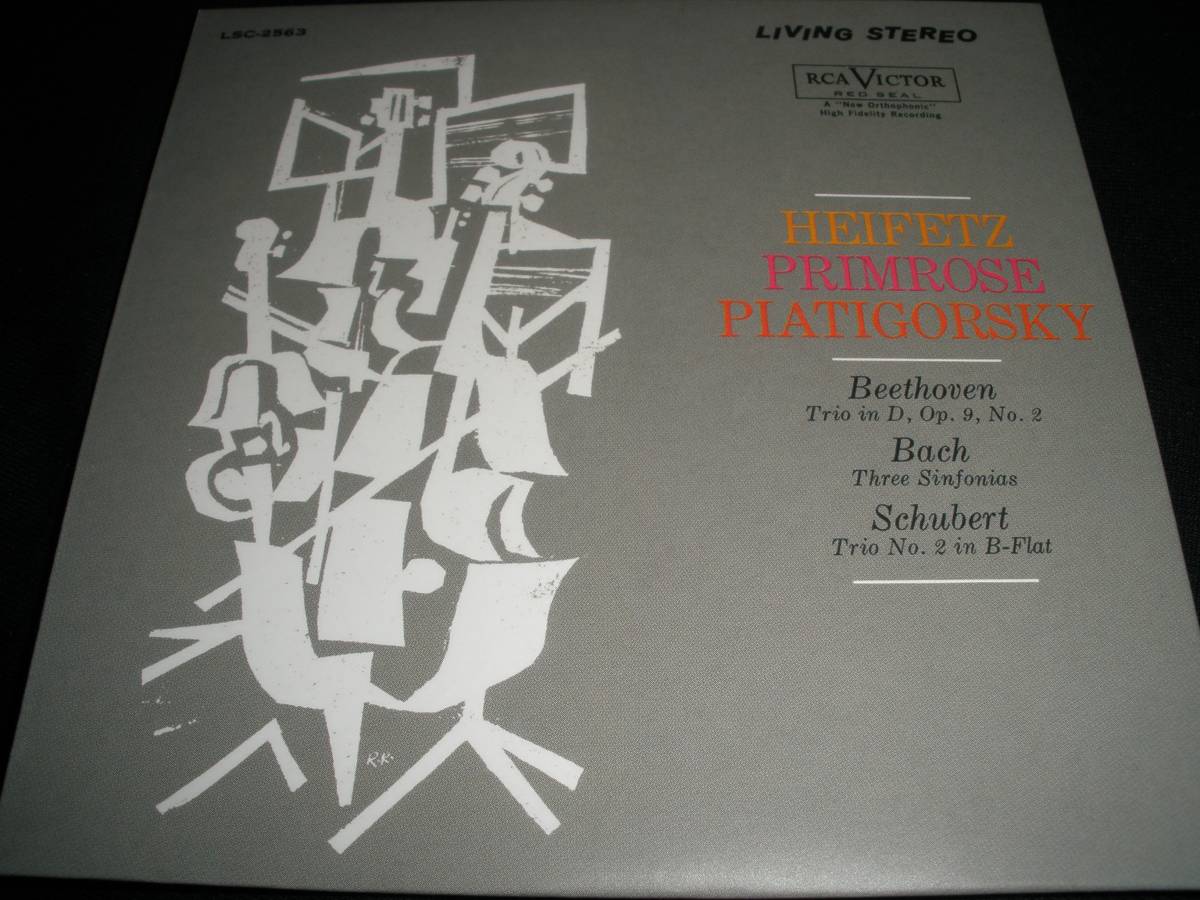 LSC-2563
LIVING STEREO
RCA VICTOR
RED SEAL
A "New Orthophonic"
High Fidelity Recording
HEIFETZ
PRIMROSE
PIATIGORSKY
Beethoven
Trio in D, Op. 9, No. 2
Bach
Three Sinfonias
Schubert
Trio No. 2 in B-Flat
R.K.